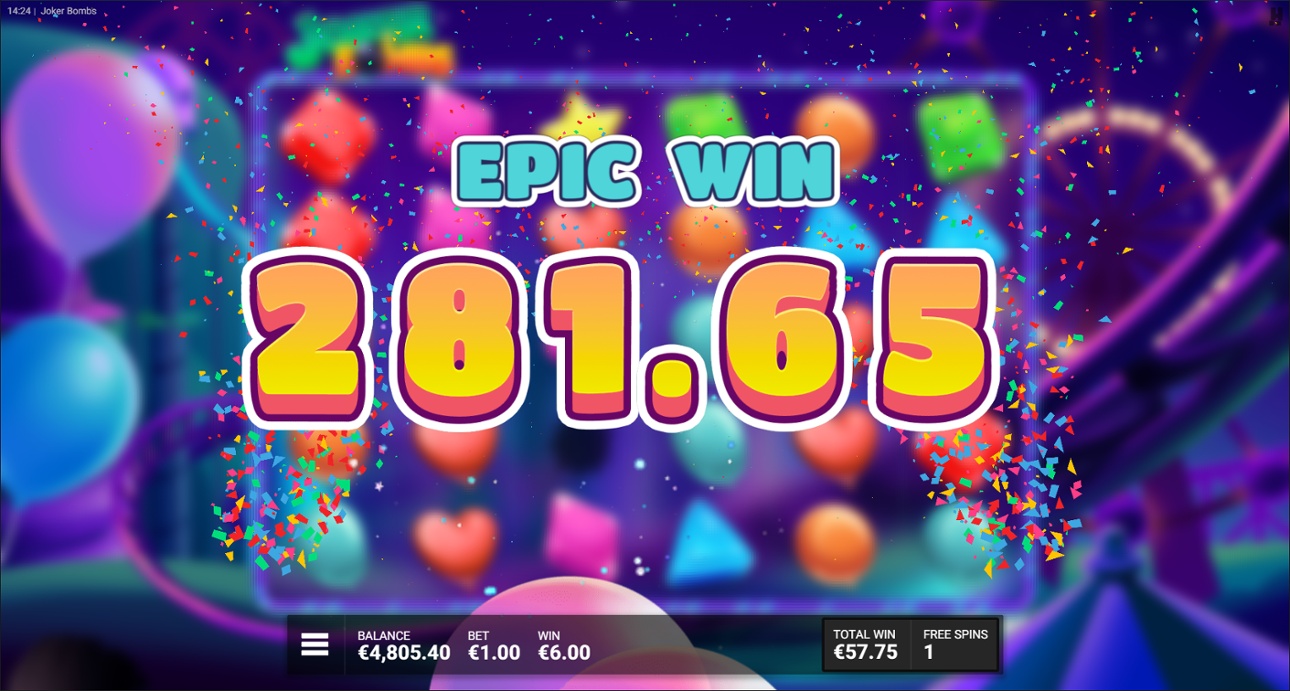 14:24 | Joker Bombs
EPIC WIN
281.65
BALANCE
€4,805.40
BET
€1.00
WIN
€6.00
TOTAL WIN
€57.75
FREE SPINS
1